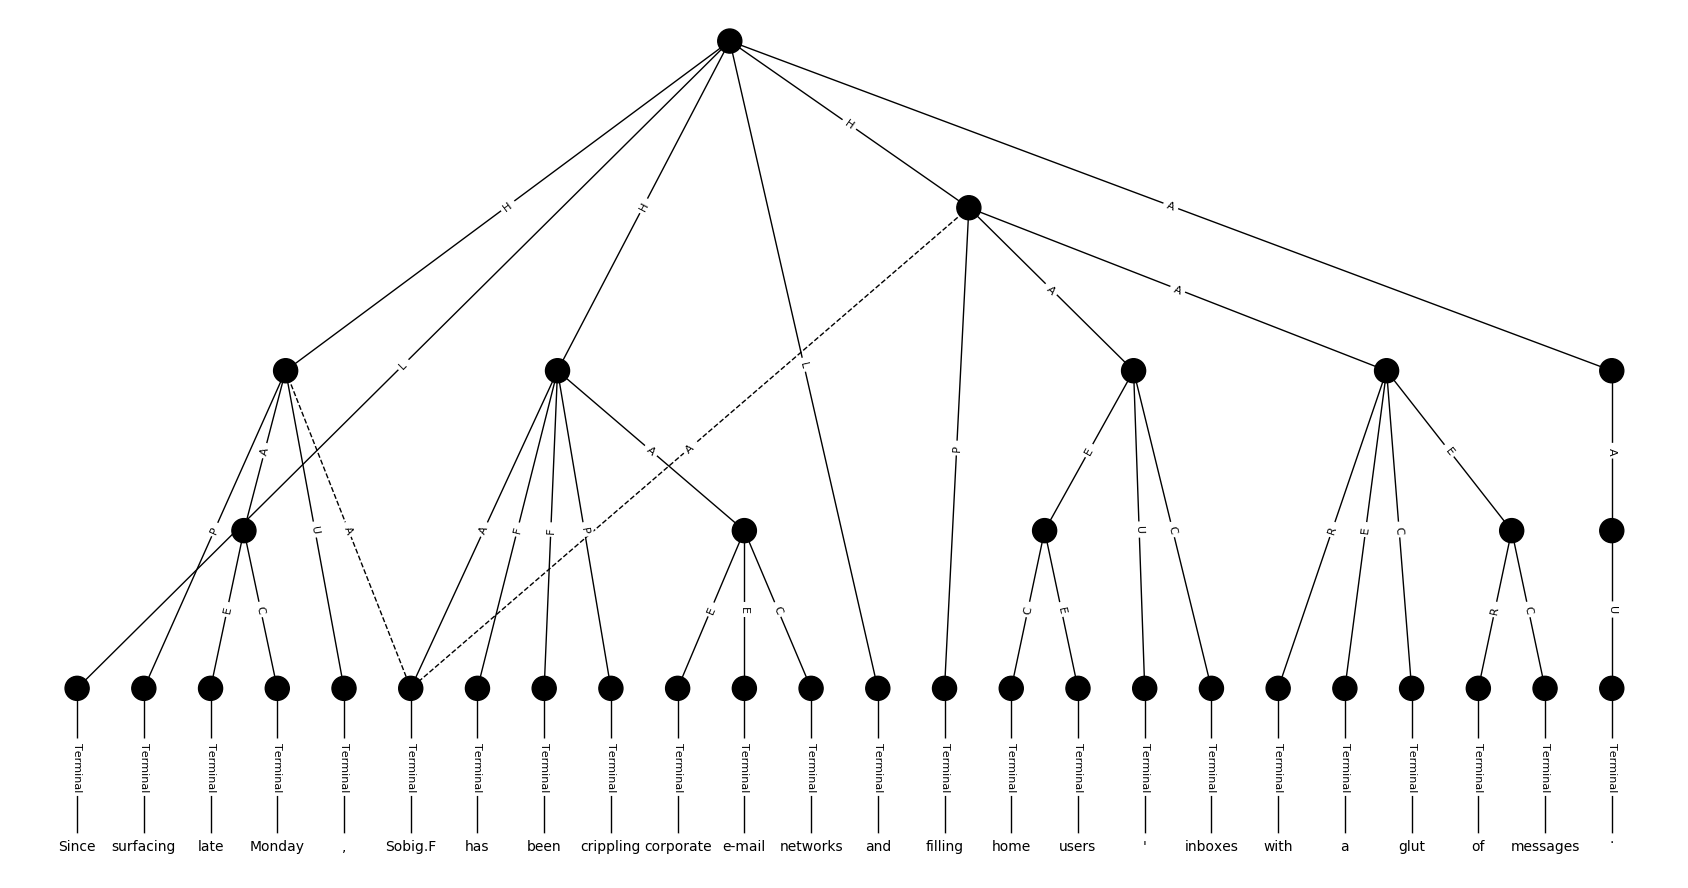 H
H
A
H
A
A
L
L
A
A
A
P
E
E
A
P
U
A
A
F
F
P
U
C
R
E
C
E
C
E
E
C
C
E
R
C
U
Terminal Terminal Terminal Terminal Terminal Terminal Terminal Terminal Terminal Terminal Terminal Terminal Terminal Terminal Terminal Terminal Terminal Terminal Terminal Terminal Terminal Terminal Terminal Terminal
Since surfacing late Monday , Sobig.F has been crippling corporate e-mail networks and filling home users ' inboxes with a glut of messages .